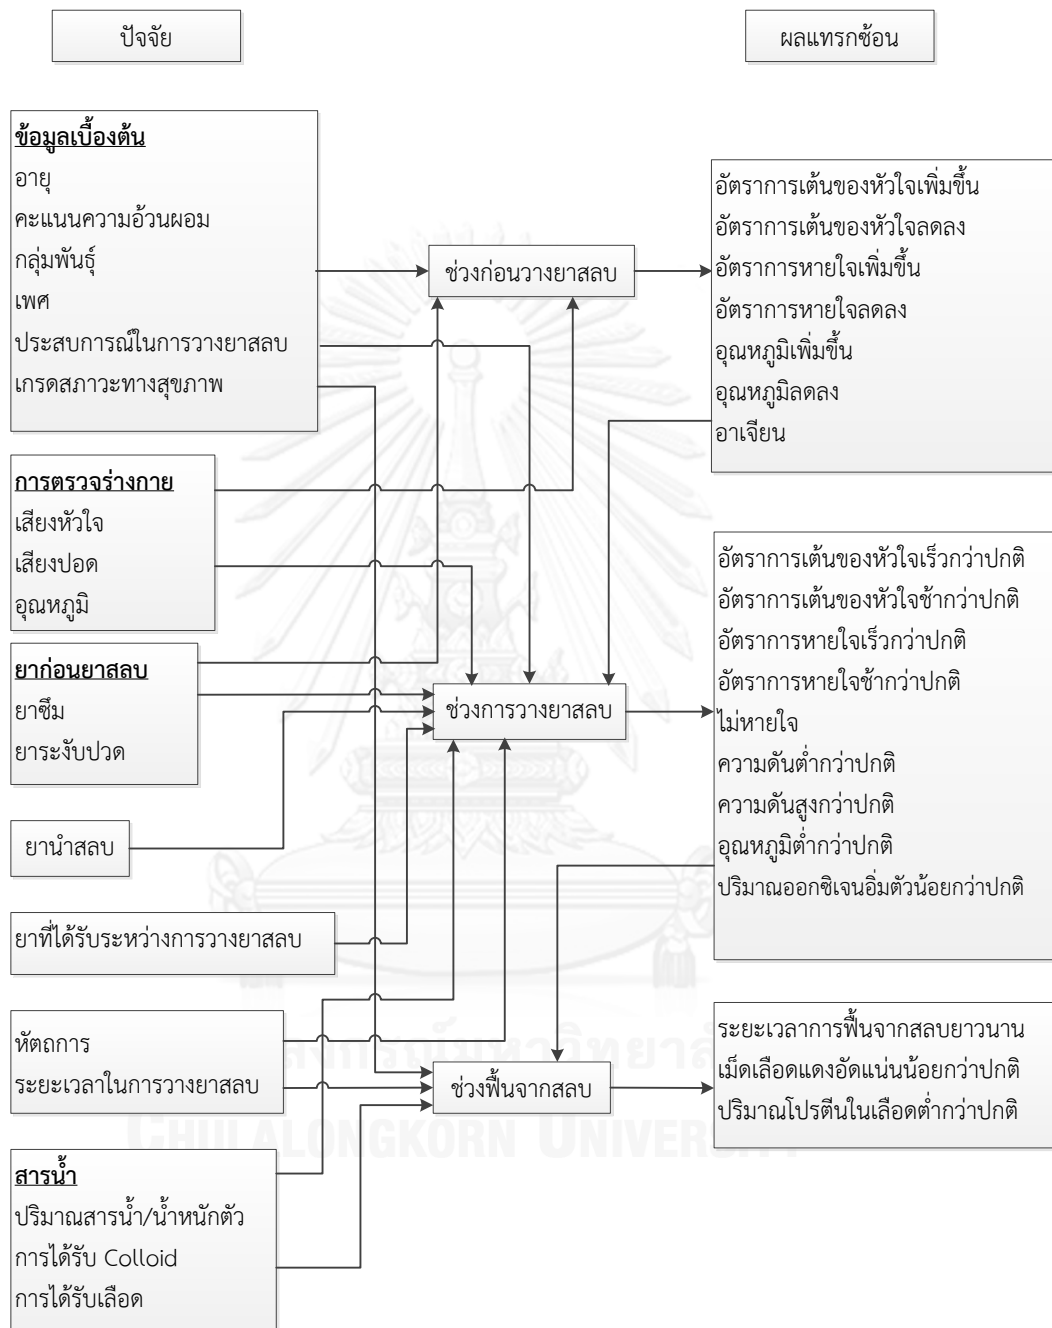 ปัจจัย
ผลแทรกซ้อน
ข้อมูลเบื้องต้น
อายุ
คะแนนความอ้วนผอม
กลุ่มพันธุ์
เพศ
ประสบการณ์ในการวางยาสลบ
เกรดสภาวะทางสุขภาพ
การตรวจร่างกาย
เสียงหัวใจ
เสียงปอด
อุณหภูมิ
ยาก่อนยาสลบ
ยาซึม
ยาระงับปวด
ยานำสลบ
ยาที่ได้รับระหว่างการวางยาสลบ
หัตถการ
ระยะเวลาในการวางยาสลบ
สารน้ำ
ปริมาณสารน้ำ/น้ำหนักตัว
การได้รับ Colloid
การได้รับเลือด
ช่วงก่อนวางยาสลบ
ช่วงการวางยาสลบ
ช่วงฟื้นจากสลบ
อัตราการเต้นของหัวใจเพิ่มขึ้น
อัตราการเต้นของหัวใจลดลง
อัตราการหายใจเพิ่มขึ้น
อัตราการหายใจลดลง
อุณหภูมิเพิ่มขึ้น
อุณหภูมิลดลง
อาเจียน
อัตราการเต้นของหัวใจเร็วกว่าปกติ
อัตราการเต้นของหัวใจช้ากว่าปกติ
อัตราการหายใจเร็วกว่าปกติ
อัตราการหายใจช้ากว่าปกติ
ไม่หายใจ
ความดันต่ำกว่าปกติ
ความดันสูงกว่าปกติ
อุณหภูมิต่ำกว่าปกติ
ปริมาณออกซิเจนอิ่มตัวน้อยกว่าปกติ
ระยะเวลาการฟื้นจากสลบยาวนาน
เม็ดเลือดแดงอัดแน่นน้อยกว่าปกติ
ปริมาณโปรตีนในเลือดต่ำกว่าปกติ
CHULALONGKORN UNIVERSITY